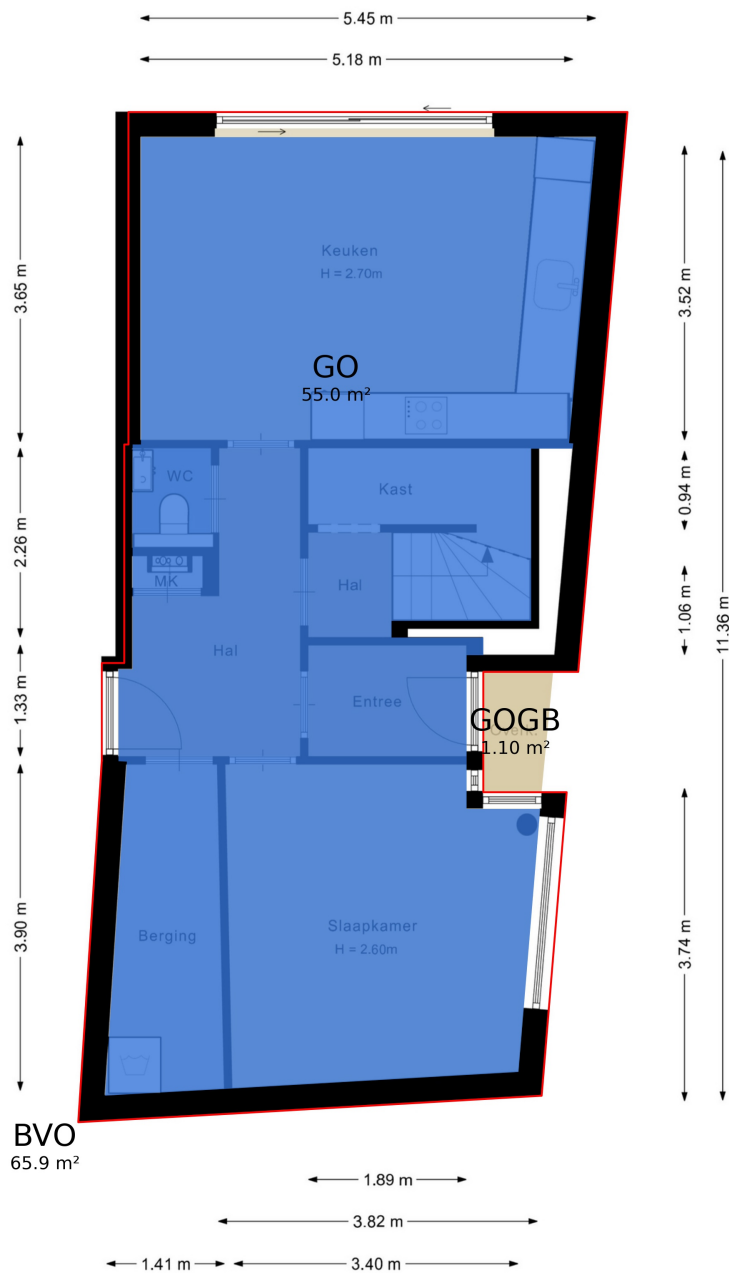 5.45 m
5.18 m
Keuken
H = 2.70m
3.65 m
3.52 m
GO
55.0 m²
WC
Kast
0.94 m
2.26 m
MK
Hal
1.06 m
11.36 m
Hal
1.33 m
Entree
GOGB
1.10 m²
Slaapkamer
H = 2.60m
Berging
3.90 m
3.74 m
BVO
65.9 m²
1.89 m
3.82 m
1.41 m
3.40 m